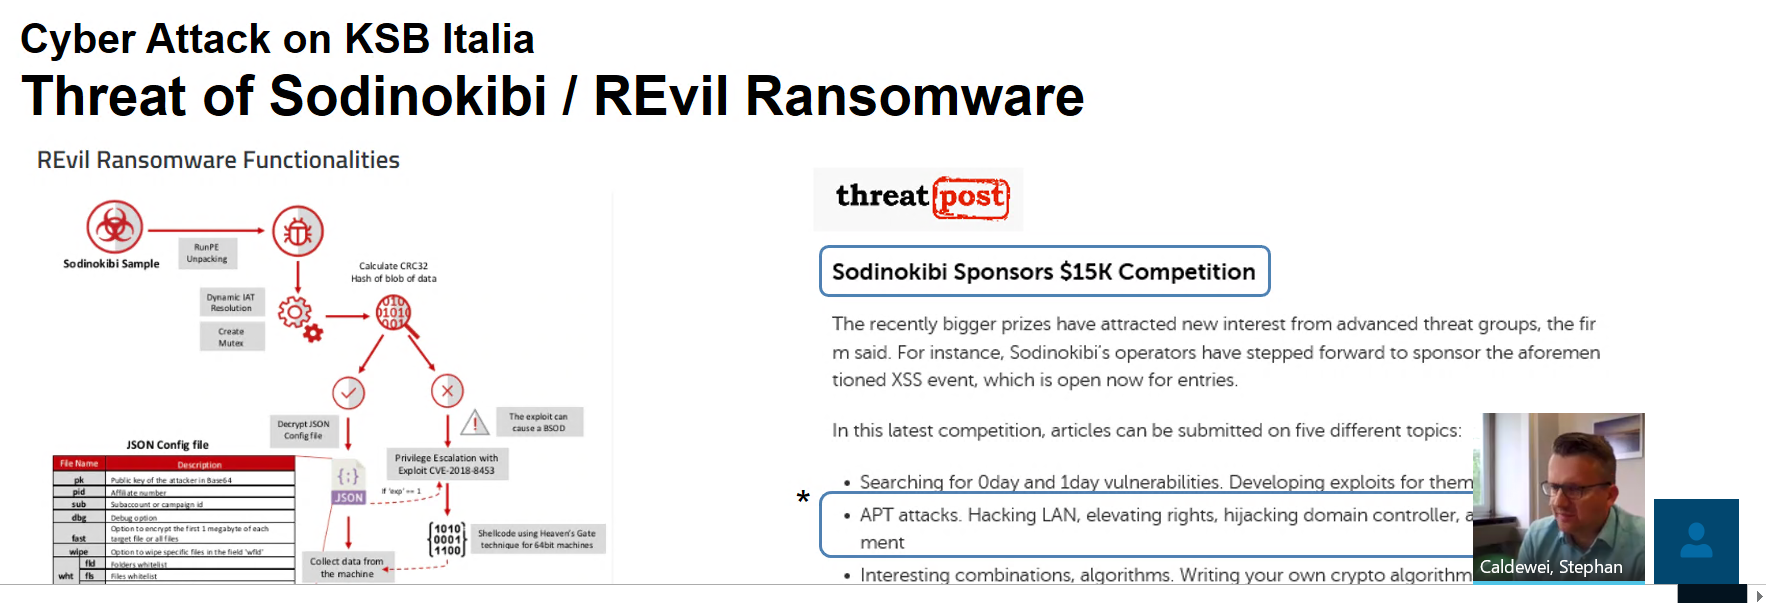 Cyber Attack on KSB Italia
Threat of Sodinokibi / REvil Ransomware
REvil Ransomware Functionalities
Sodinokibi Sample
RunPE
Unpacking
Dynamic IAT
Resolution
Create
Mutex
Calculate CRC32
Hash of blob of data
010
01010
001
Decrypt JSON
Config file
The exploit can
cause a BSOD
Privilege Escalation with
Exploit CVE-2018-8453
{;}
JSON
If 'exp' == 1
1010
0001
1100
Shellcode using Heaven's Gate
technique for 64bit machines
Collect data from
the machine
JSON Config file
File Name Description
pk Public key of the attacker in Base64
pid Affiliate number
sub Subaccount or campaign id
dbg Debug option
fast Option to encrypt the first 1 megabyte of each
target file or all files
wipe Option to wipe specific files in the field 'wfld'
wht fld Folders whitelist
fls Files whitelist
threat post
Sodinokibi Sponsors $15K Competition
The recently bigger prizes have attracted new interest from advanced threat groups, the fir
m said. For instance, Sodinokibi's operators have stepped forward to sponsor the aforemen
tioned XSS event, which is open now for entries.
In this latest competition, articles can be submitted on five different topics:
• Searching for 0day and 1day vulnerabilities. Developing exploits for them
*
• APT attacks. Hacking LAN, elevating rights, hijacking domain controller, a
ment
• Interesting combinations, algorithms. Writing your own crypto algorithm
Caldewei, Stephan